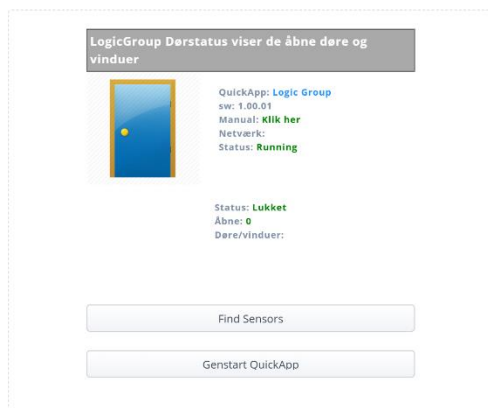 LogicGroup Dørstatus viser de åbne døre og
vinduer
QuickApp: Logic Group
sw: 1.00.01
Manual: Klik her
Netværk:
Status: Running
Status: Lukket
Åbne: 0
Døre/vinduer:
Find Sensors
Genstart QuickApp